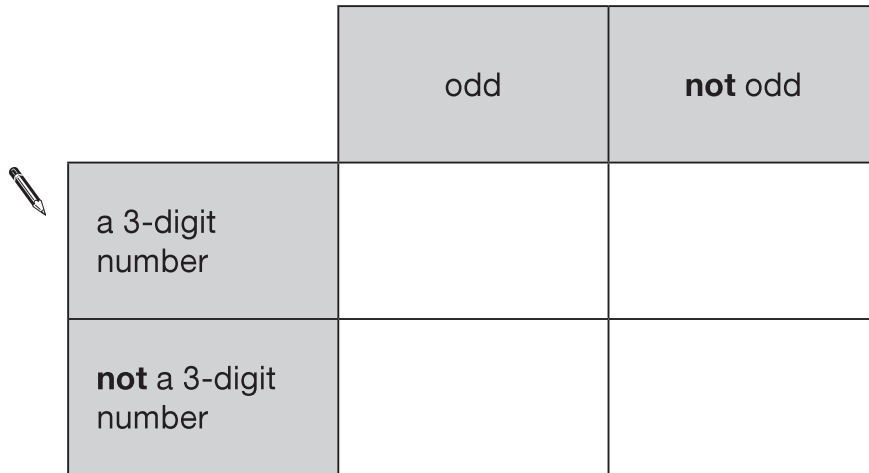 odd
not odd
a 3-digit
number
not a 3-digit
number